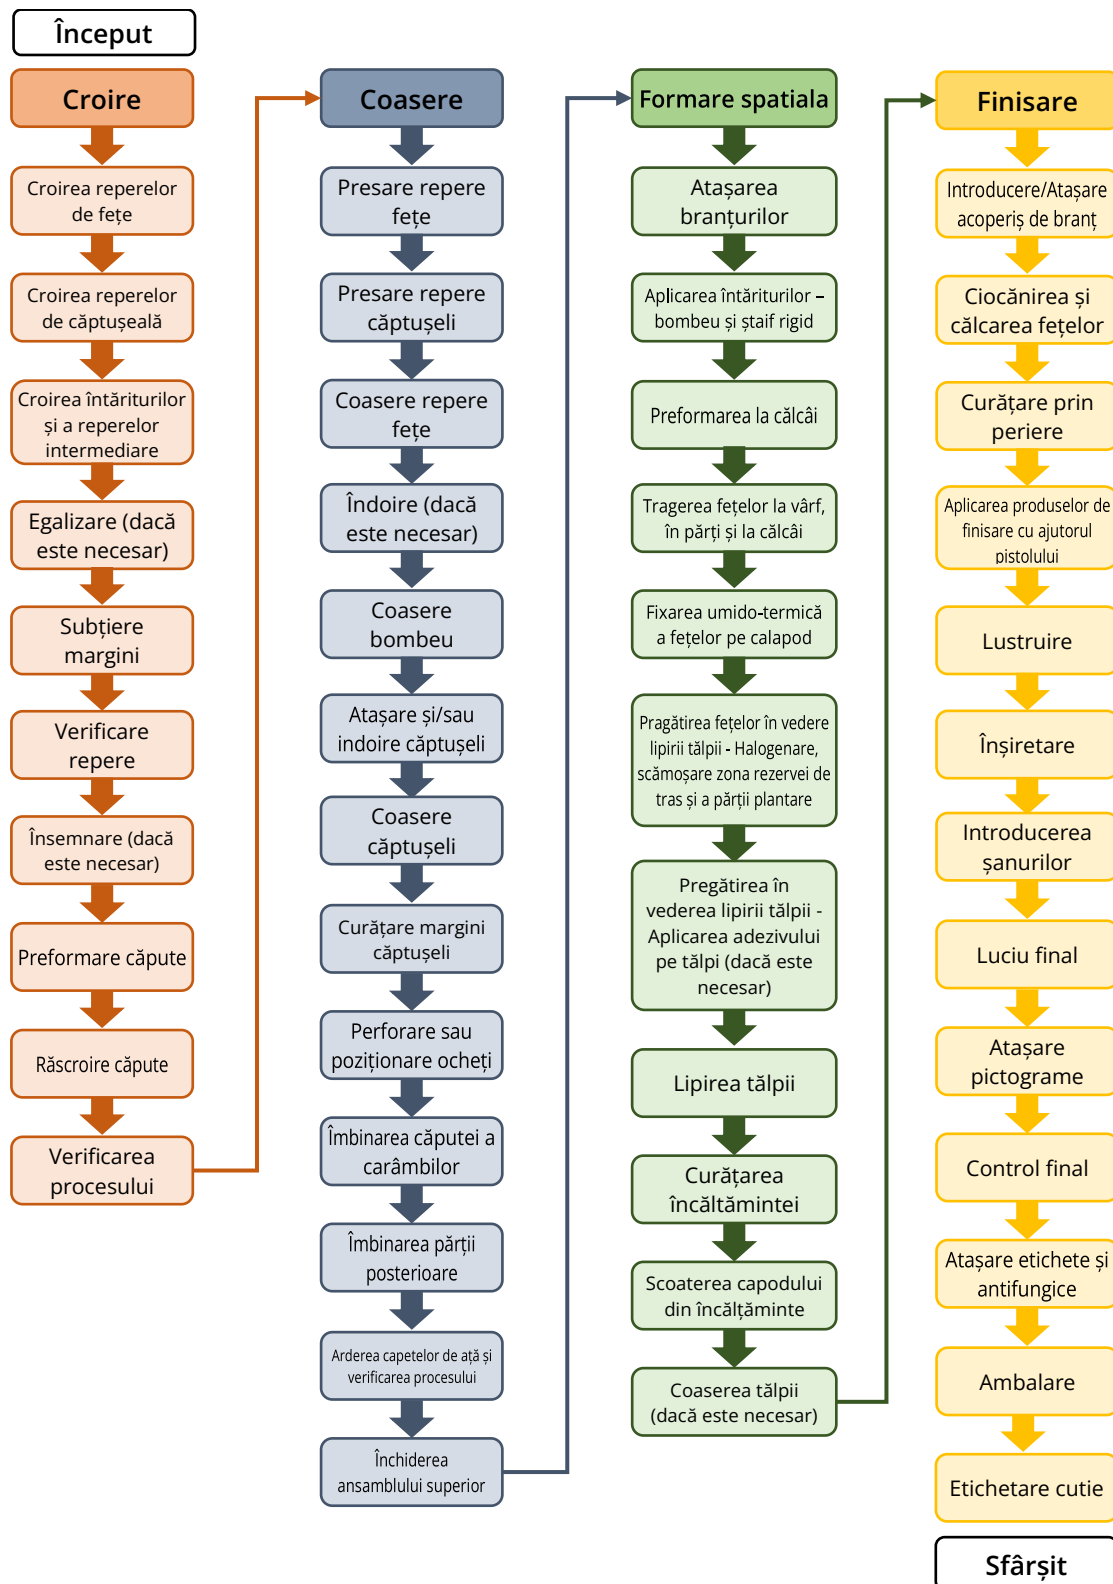 Început
Croire
Croirea reperelor
de fețe
Croirea reperelor
de căptușeală
Croirea întăriturilor
și a reperelor
intermediare
Egalizare (dacă
este necesar)
Subțiere
margini
Verificare
repere
Însemnare (dacă
este necesar)
Preformare căpute
Răscroire căpute
Verificarea
procesului
Coasere
Presare repere
fețe
Presare repere
căptușeli
Coasere repere
fețe
Îndoire (dacă
este necesar)
Coasere
bombeu
Atașare și/sau
indoire căptușeli
Coasere
căptușeli
Curățare margini
căptușeli
Perforare sau
poziționare ocheți
Îmbinarea căputei a
carâmbilor
Îmbinarea părții
posterioare
Arderea capetelor de ață și
verificarea procesului
Închiderea
ansamblului superior
Formare spatiala
Atașarea
branțurilor
Aplicarea întăriturilor –
bombeu și ștaif rigid
Preformarea la călcâi
Tragerea fețelor la vârf,
în părți și la călcâi
Fixarea umido-termică
a fețelor pe calapod
Pragătirea fețelor în vedere
lipirii tălpii - Halogenare,
scămoșare zona rezervei de
tras și a părții plantare
Pregătirea în
vederea lipirii tălpii -
Aplicarea adezivului
pe tălpi (dacă este
necesar)
Lipirea tălpii
Curățarea
încăltămintei
Scoaterea capodului
din încălțăminte
Coaserea tălpii
(dacă este necesar)
Finisare
Introducere/Atașare
acoperiș de branț
Ciocănirea și
călcarea fețelor
Curățare prin
periere
Aplicarea produselor de
finisare cu ajutorul
pistolului
Lustruire
Înșiretare
Introducerea
șanurilor
Luciu final
Atașare
pictograme
Control final
Atașare etichete și
antifungice
Ambalare
Etichetare cutie
Sfârșit